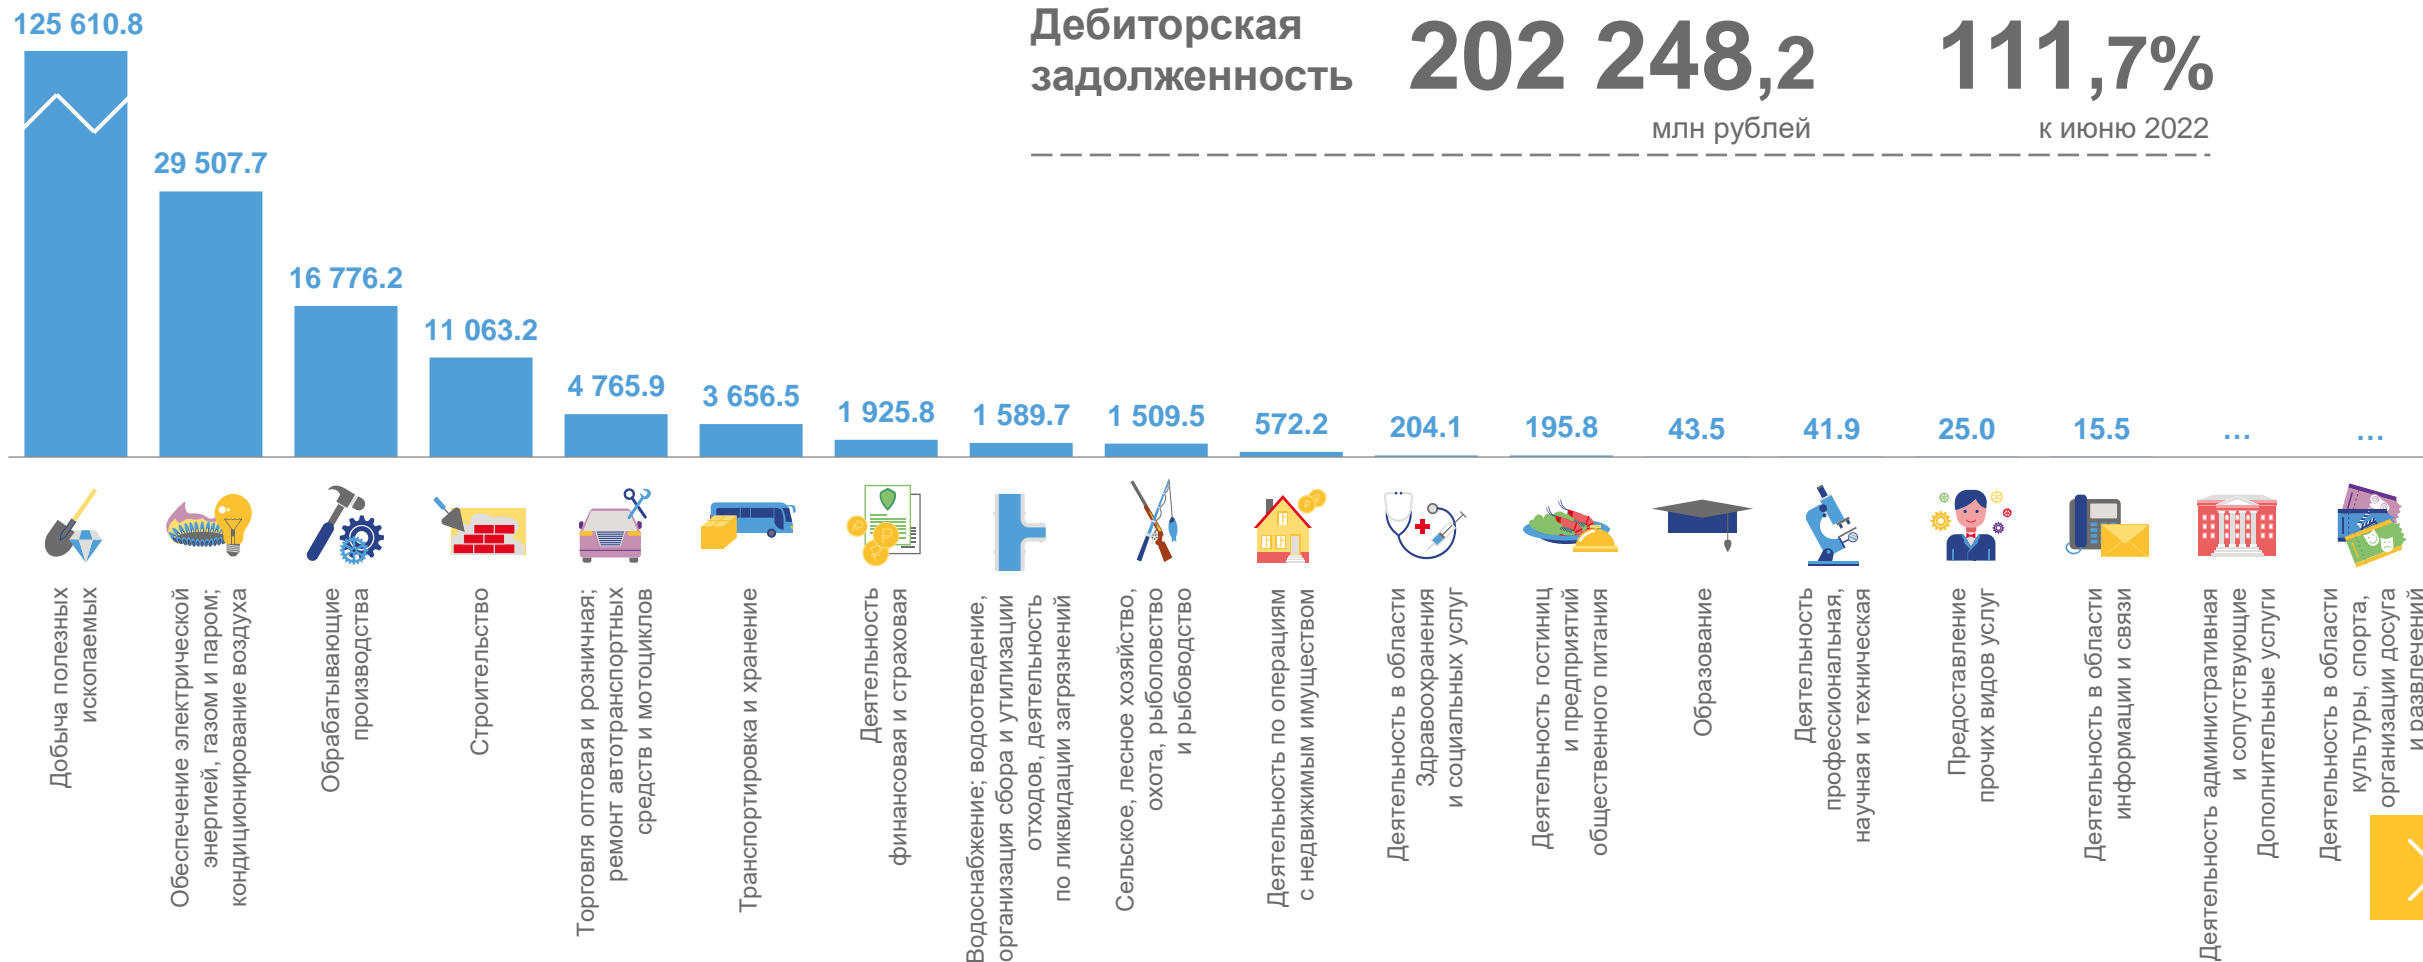 Дебиторская
задолженность
202 248,2
млн рублей
111,7%
к июню 2022
125 610.8
29 507.7
16 776.2
11 063.2
4 765.9
3 656.5
1 925.8
1 589.7
1 509.5
572.2
204.1
195.8
43.5
41.9
25.0
15.5
...
...
Добыча полезных
ископаемых
Обеспечение электрической
энергией, газом и паром;
кондиционирование воздуха
Обрабатывающие
производства
Строительство
Торговля оптовая и розничная;
ремонт автотранспортных
средств и мотоциклов
Транспортировка и хранение
Деятельность
финансовая и страховая
Водоснабжение; водоотведение,
организация сбора и утилизации
отходов, деятельность
по ликвидации загрязнений
Сельское, лесное хозяйство,
охота, рыболовство
и рыбоводство
Деятельность по операциям
с недвижимым имуществом
Деятельность в области
Здравоохранения
и социальных услуг
Деятельность гостиниц
и предприятий
общественного питания
Образование
Деятельность
профессиональная,
научная и техническая
Предоставление
прочих видов услуг
Деятельность в области
информации и связи
Деятельность административная
и сопутствующие
Дополнительные услуги
Деятельность в области
культуры, спорта,
организации досуга
и развлечений